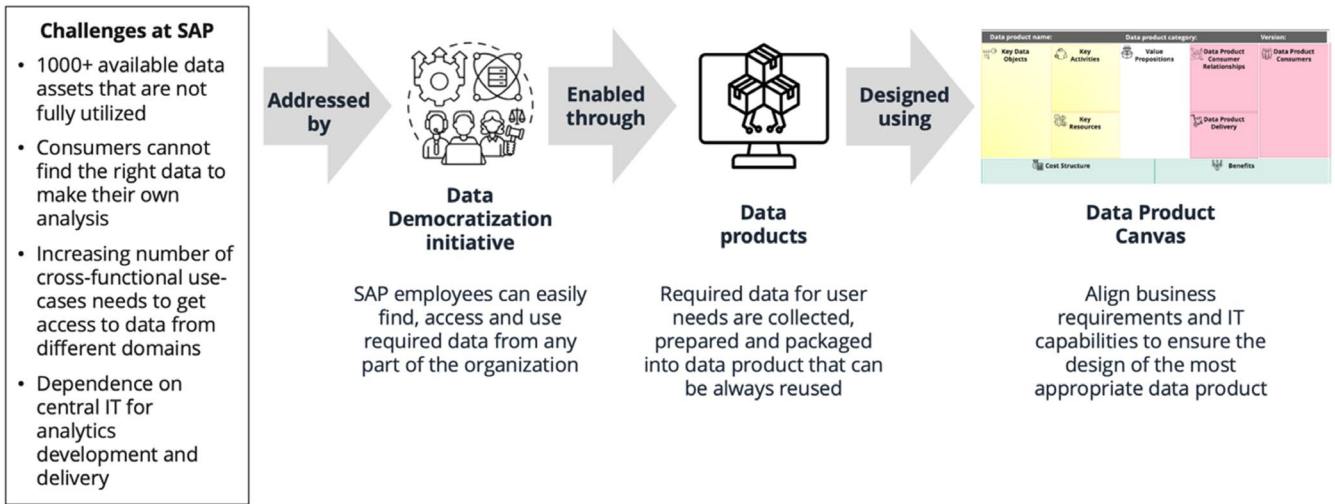 Challenges at SAP
• 1000+ available data
assets that are not
fully utilized
• Consumers cannot
find the right data to
make their own
analysis
• Increasing number of
cross-functional use-
cases needs to get
access to data from
different domains
• Dependence on
central IT for
analytics
development and
delivery
Addressed
by
Data
Democratization
initiative
SAP employees can easily
find, access and use
required data from any
part of the organization
Enabled
through
Data
products
Required data for user
needs are collected,
prepared and packaged
into data product that can
be always reused
Designed
using
Data product name:
Data product category:
Version:
Key Data
Objects
Key
Activities
Value
Propositions
Data Product
Consumer
Relationships
Data Product
Consumers
Key
Resources
Data Product
Delivery
Cost Structure
Benefits
Data Product
Canvas
Align business
requirements and IT
capabilities to ensure the
design of the most
appropriate data product